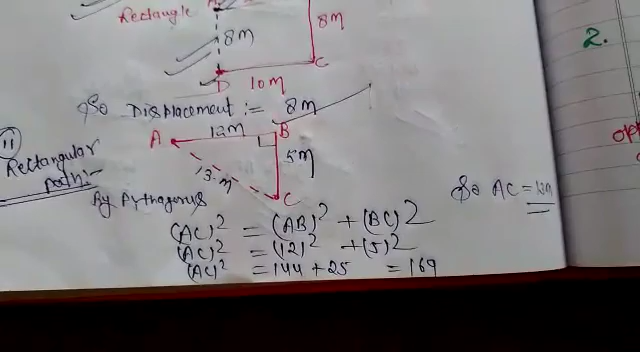 Rectangle A
8m
8m
D 10m C
So Displacement := 8m
11
Rectangular path:-
A 12m B
5m
13 m
C
By Pythagorus
(AC)² = (AB)² + (BC)²
(AC)² = (12)² + (5)²
(AC)² = 144 + 25 = 169
So AC = 13m
2.